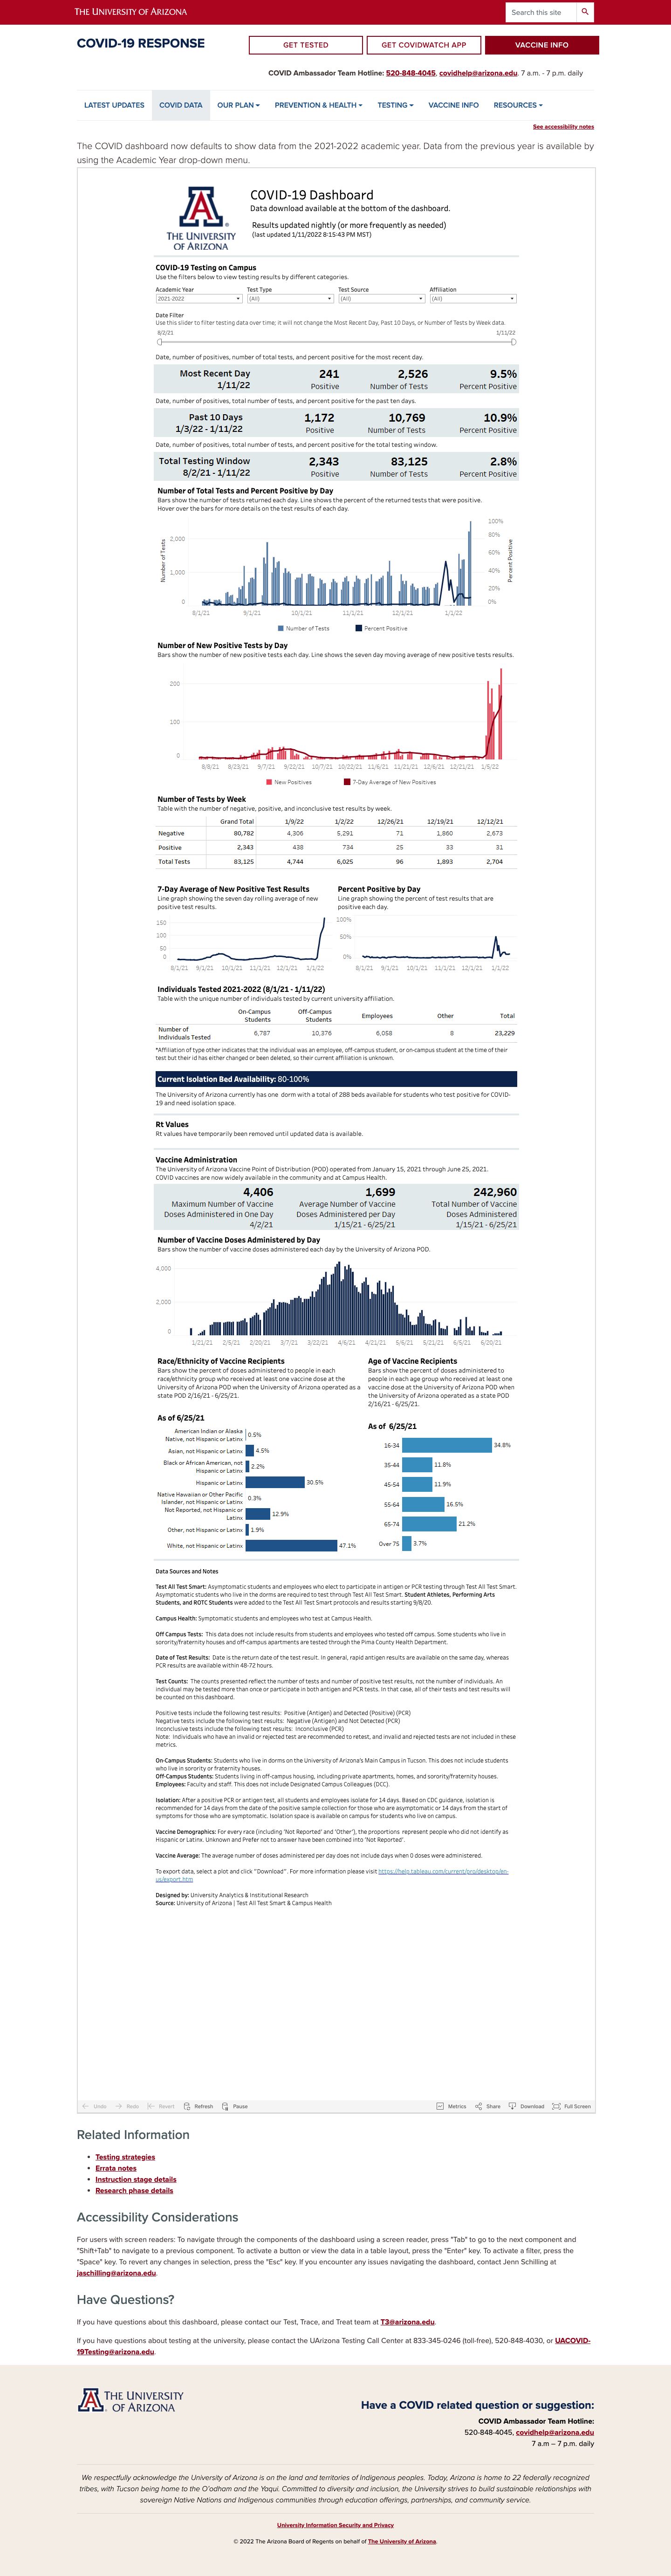 THE UNIVERSITY OF ARIZONA
Search this site
COVID-19 RESPONSE
GET TESTED
GET COVIDWATCH APP
VACCINE INFO
COVID Ambassador Team Hotline: 520-848-4045, covidhelp@arizona.edu. 7 a.m. - 7 p.m. daily
LATEST UPDATES
COVID DATA
OUR PLAN
PREVENTION & HEALTH
TESTING
VACCINE INFO
RESOURCES
See accessibility notes
The COVID dashboard now defaults to show data from the 2021-2022 academic year. Data from the previous year is available by
using the Academic Year drop-down menu.
THE UNIVERSITY
OF ARIZONA
COVID-19 Dashboard
Data download available at the bottom of the dashboard.
Results updated nightly (or more frequently as needed)
(last updated 1/11/2022 8:15:43 PM MST)
COVID-19 Testing on Campus
Use the filters below to view testing results by different categories.
Academic Year Test Type Test Source Affiliation
2021-2022 (All) (All) (All)
Date Filter
Use this slider to filter testing data over time; it will not change the Most Recent Day, Past 10 Days, or Number of Tests by Week data.
8/2/21 1/11/22
Date, number of positives, number of total tests, and percent positive for the most recent day.
Most Recent Day 241 2,526 9.5%
1/11/22 Positive Number of Tests Percent Positive
Date, number of positives, total number of tests, and percent positive for the past ten days.
Past 10 Days 1,172 10,769 10.9%
1/3/22 - 1/11/22 Positive Number of Tests Percent Positive
Date, number of positives, total number of tests, and percent positive for the total testing window.
Total Testing Window 2,343 83,125 2.8%
8/2/21 - 1/11/22 Positive Number of Tests Percent Positive
Number of Total Tests and Percent Positive by Day
Bars show the number of tests returned each day. Line shows the percent of the returned tests that were positive.
Hover over the bars for more details on the test results of each day.
Number of Tests
2,000
1,000
0
100%
80%
60%
40%
20%
0%
Percent Positive
8/1/21 9/1/21 10/1/21 11/1/21 12/1/21 1/1/22
Number of Tests Percent Positive
Number of New Positive Tests by Day
Bars show the number of new positive tests each day. Line shows the seven day moving average of new positives test results.
200
100
0
8/8/21 8/23/21 9/7/21 9/22/21 10/7/21 10/22/21 11/6/21 11/21/21 12/6/21 12/21/21 1/5/22
New Positives 7-Day Average of New Positives
Number of Tests by Week
Table with the number of negative, positive, and inconclusive test results by week.
Grand Total 1/9/22 1/2/22 12/26/21 12/19/21 12/12/21
Negative 80,782 4,306 5,291 71 1,860 2,673
Positive 2,343 438 734 25 33 31
Total Tests 83,125 4,744 6,025 96 1,893 2,704
7-Day Average of New Positive Test Results
Line graph showing the seven day rolling average of new
positive test results.
150
100
50
0
8/1/21 9/1/21 10/1/21 11/1/21 12/1/21 1/1/22
Percent Positive by Day
Line graph showing the percent of test results that are
positive each day.
100%
50%
0%
8/1/21 9/1/21 10/1/21 11/1/21 12/1/21 1/1/22
Individuals Tested 2021-2022 (8/1/21 - 1/11/22)
Table with the unique number of individuals tested by current university affiliation.
On-Campus Students Off-Campus Students Employees Other Total
Number of Individuals Tested 6,787 10,376 6,058 8 23,229
*Affiliation of type other indicates that the individual was an employee, off-campus student, or on-campus student at the time of their
test but their id has either changed or been deleted, so their current affiliation is unknown.
Current Isolation Bed Availability: 80-100%
The University of Arizona currently has one dorm with a total of 288 beds available for students who test positive for COVID-
19 and need isolation space.
Rt Values
Rt values have temporarily been removed until updated data is available.
Vaccine Administration
The University of Arizona Vaccine Point of Distribution (POD) operated from January 15, 2021 through June 25, 2021.
COVID vaccines are now widely available in the community and at Campus Health.
4,406 1,699 242,960
Maximum Number of Vaccine Average Number of Vaccine Total Number of Vaccine
Doses Administered in One Day Doses Administered per Day Doses Administered
4/2/21 1/15/21 - 6/25/21 1/15/21 - 6/25/21
Number of Vaccine Doses Administered by Day
Bars show the number of vaccine doses administered each day by the University of Arizona POD.
4,000
2,000
0
1/21/21 2/5/21 2/20/21 3/7/21 3/22/21 4/6/21 4/21/21 5/6/21 5/21/21 6/5/21 6/20/21
Race/Ethnicity of Vaccine Recipients
Bars show the percent of doses administered to people in each
race/ethnicity group who received at least one vaccine dose at the
University of Arizona POD when the University of Arizona operated as a
state POD 2/16/21 - 6/25/21.
As of 6/25/21
American Indian or Alaska
Native, not Hispanic or Latinx 0.5%
Asian, not Hispanic or Latinx 4.5%
Black or African American, not
Hispanic or Latinx 2.2%
Hispanic or Latinx 30.5%
Native Hawaiian or Other Pacific
Islander, not Hispanic or Latinx 0.3%
Not Reported, not Hispanic or
Latinx 12.9%
Other, not Hispanic or Latinx 1.9%
White, not Hispanic or Latinx 47.1%
Age of Vaccine Recipients
Bars show the percent of doses administered to
people in each age group who received at least one
vaccine dose at the University of Arizona POD when
the University of Arizona operated as a state POD
2/16/21 - 6/25/21.
As of 6/25/21
16-34 34.8%
35-44 11.8%
45-54 11.9%
55-64 16.5%
65-74 21.2%
Over 75 3.7%
Data Sources and Notes
Test All Test Smart: Asymptomatic students and employees who elect to participate in antigen or PCR testing through Test All Test Smart.
Asymptomatic students who live in the dorms are required to test through Test All Test Smart. Student Athletes, Performing Arts
Students, and ROTC Students were added to the Test All Test Smart protocols and results starting 9/8/20.
Campus Health: Symptomatic students and employees who test at Campus Health.
Off Campus Tests: This data does not include results from students and employees who tested off campus. Some students who live in
sorority/fraternity houses and off-campus apartments are tested through the Pima County Health Department.
Date of Test Results: Date is the return date of the test result. In general, rapid antigen results are available on the same day, whereas
PCR results are available within 48-72 hours.
Test Counts: The counts presented reflect the number of tests and number of positive test results, not the number of individuals. An
individual may be tested more than once or participate in both antigen and PCR tests. In that case, all of their tests and test results will
be counted on this dashboard.
Positive tests include the following test results: Positive (Antigen) and Detected (Positive) (PCR)
Negative tests include the following test results: Negative (Antigen) and Not Detected (PCR)
Inconclusive tests include the following test results: Inconclusive (PCR)
Note: Individuals who have an invalid or rejected test are recommended to retest, and invalid and rejected tests are not included in these
metrics.
On-Campus Students: Students who live in dorms on the University of Arizona's Main Campus in Tucson. This does not include students
who live in sorority or fraternity houses.
Off-Campus Students: Students living in off-campus housing, including private apartments, homes, and sorority/fraternity houses.
Employees: Faculty and staff. This does not include Designated Campus Colleagues (DCC).
Isolation: After a positive PCR or antigen test, all students and employees isolate for 14 days. Based on CDC guidance, isolation is
recommended for 14 days from the date of the positive sample collection for those who are asymptomatic or 14 days from the start of
symptoms for those who are symptomatic. Isolation space is available on campus for students who live on campus.
Vaccine Demographics: For every race (including 'Not Reported' and 'Other'), the proportions represent people who did not identify as
Hispanic or Latinx. Unknown and Prefer not to answer have been combined into 'Not Reported'.
Vaccine Average: The average number of doses administered per day does not include days when 0 doses were administered.
To export data, select a plot and click "Download". For more information please visit https://help.tableau.com/current/pro/desktop/en-
us/export.htm
Designed by: University Analytics & Institutional Research
Source: University of Arizona | Test All Test Smart & Campus Health
Undo Redo Revert Refresh Pause Metrics Share Download Full Screen
Related Information
Testing strategies
Errata notes
Instruction stage details
Research phase details
Accessibility Considerations
For users with screen readers: To navigate through the components of the dashboard using a screen reader, press "Tab" to go to the next component and
"Shift+Tab" to navigate to a previous component. To activate a button or view the data in a table layout, press the "Enter" key. To activate a filter, press the
"Space" key. To revert any changes in selection, press the "Esc" key. If you encounter any issues navigating the dashboard, contact Jenn Schilling at
jaschilling@arizona.edu.
Have Questions?
If you have questions about this dashboard, please contact our Test, Trace, and Treat team at T3@arizona.edu.
If you have questions about testing at the university, please contact the UArizona Testing Call Center at 833-345-0246 (toll-free), 520-848-4030, or UACOVID-
19Testing@arizona.edu.
THE UNIVERSITY
OF ARIZONA
Have a COVID related question or suggestion:
COVID Ambassador Team Hotline:
520-848-4045, covidhelp@arizona.edu
7 a.m – 7 p.m. daily
We respectfully acknowledge the University of Arizona is on the land and territories of Indigenous peoples. Today, Arizona is home to 22 federally recognized
tribes, with Tucson being home to the O'odham and the Yaqui. Committed to diversity and inclusion, the University strives to build sustainable relationships with
sovereign Native Nations and Indigenous communities through education offerings, partnerships, and community service.
University Information Security and Privacy
© 2022 The Arizona Board of Regents on behalf of The University of Arizona.